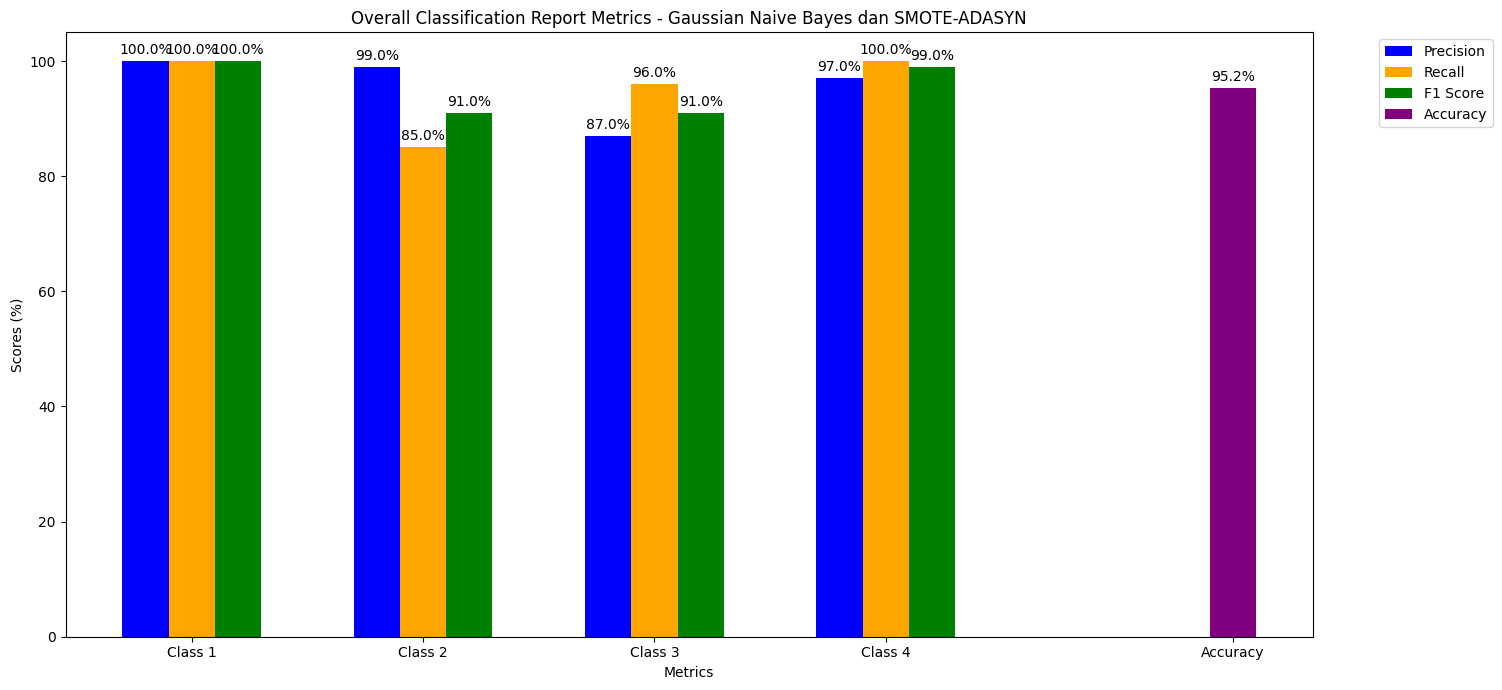 Overall Classification Report Metrics - Gaussian Naive Bayes dan SMOTE-ADASYN
Precision
Recall
F1 Score
Accuracy
100.0%
100.0%
100.0%
99.0%
85.0%
91.0%
87.0%
96.0%
91.0%
97.0%
100.0%
99.0%
95.2%
Scores (%)
100
80
60
40
20
0
Class 1
Class 2
Class 3
Class 4
Accuracy
Metrics